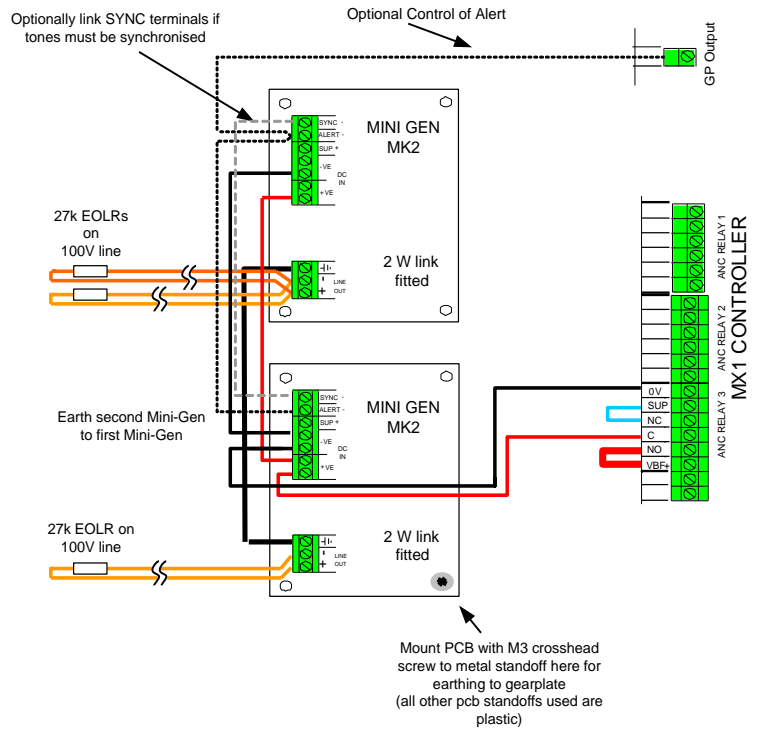 Optionally link SYNC terminals if
tones must be synchronised
Optional Control of Alert
GP Output
SYNC -
ALERT -
SUP +
-VE
DC
IN
+VE
MINI GEN
MK2
27k EOLRs
on
100V line
2 W link
fitted
-
LINE
+ OUT
ANC RELAY 1
ANC RELAY 2
ANC RELAY 3
MX1 CONTROLLER
0V
SUP
NC
C
NO
VBF+
Earth second Mini-Gen
to first Mini-Gen
SYNC -
ALERT -
SUP +
-VE
DC
IN
+VE
MINI GEN
MK2
27k EOLR on
100V line
2 W link
fitted
-
LINE
+ OUT
Mount PCB with M3 crosshead
screw to metal standoff here for
earthing to gearplate
(all other pcb standoffs used are
plastic)